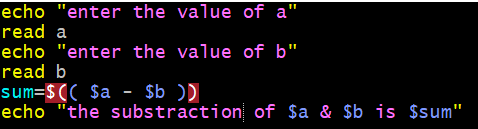 echo "enter the value of a"
read a
echo "enter the value of b"
read b
sum=$(( $a - $b ))
echo "the substraction of $a & $b is $sum"